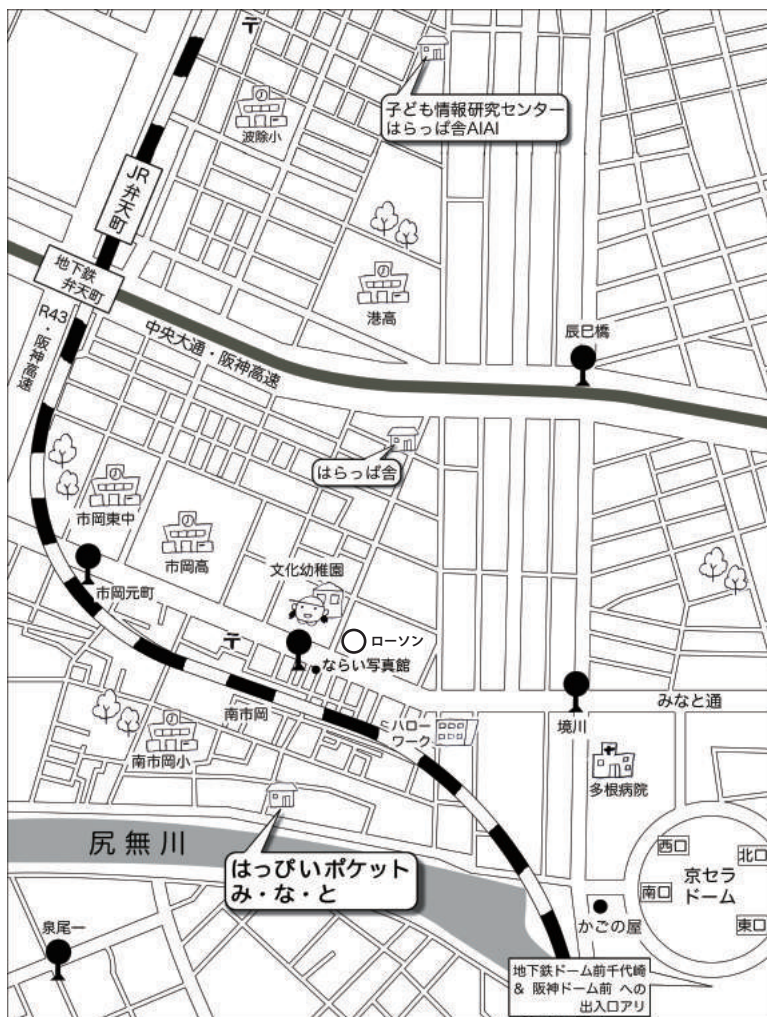 〒
波除小
子ども情報研究センター
はらっぱ舎AIAI
JR弁天町
地下鉄
弁天町
R43・阪神高速
中央大通・阪神高速
港高
辰巳橋
はらっぱ舎
市岡東中
市岡高
市岡元町
文化幼稚園
〒
ローソン
ならい写真館
南市岡
ハロー
ワーク
みなと通
境川
南市岡小
多根病院
尻無川
はっぴいポケット
み・な・と
西口
北口
京セラ
ドーム
南口
東口
かごの屋
泉尾一
地下鉄ドーム前千代崎
& 阪神ドーム前 への
出入口アリ